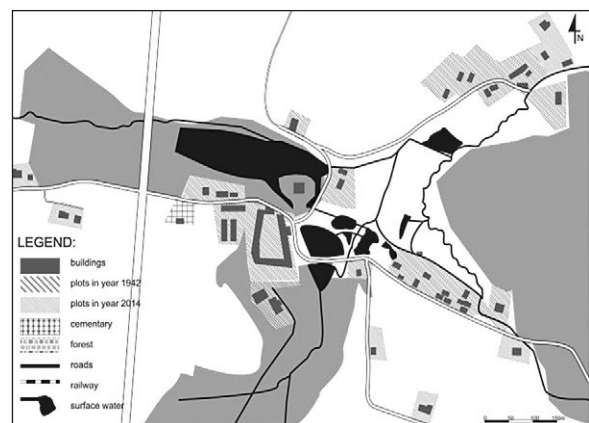 N
LEGEND:
buildings
plots in year 1942
plots in year 2014
cementary
forest
roads
railway
surface water
0 50 100 150m